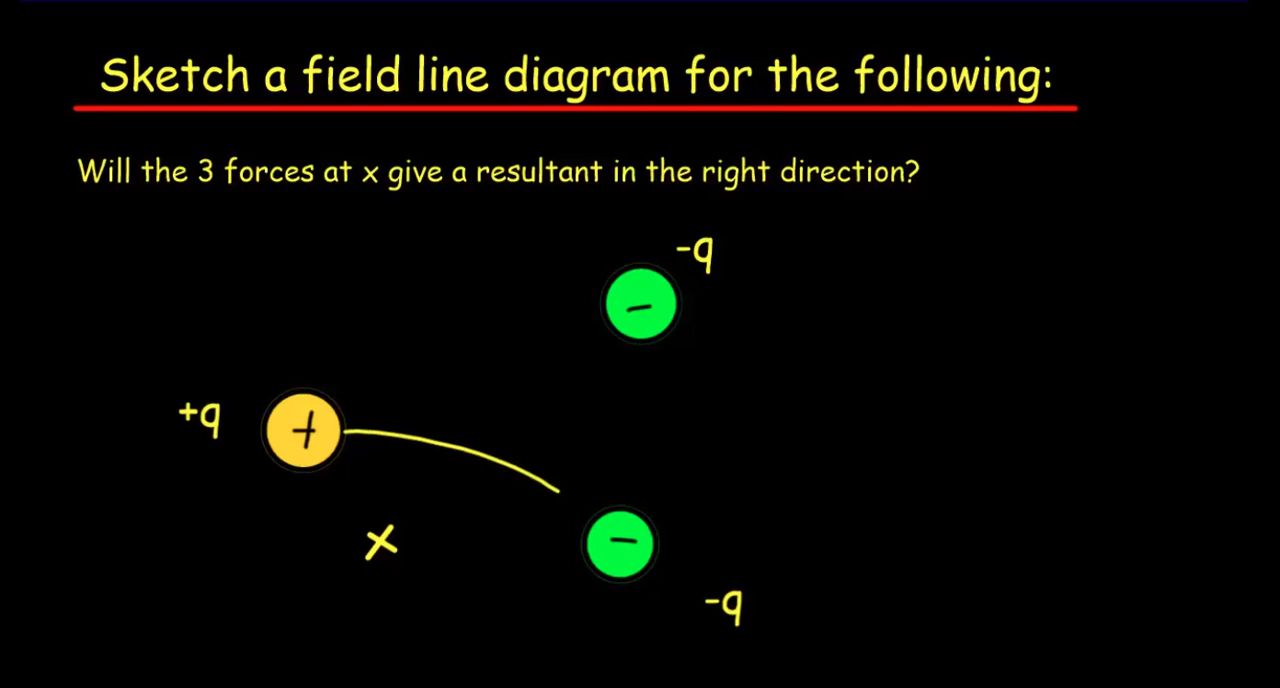 Sketch a field line diagram for the following:
Will the 3 forces at x give a resultant in the right direction?
-q
-
+q
+
x
-
-q